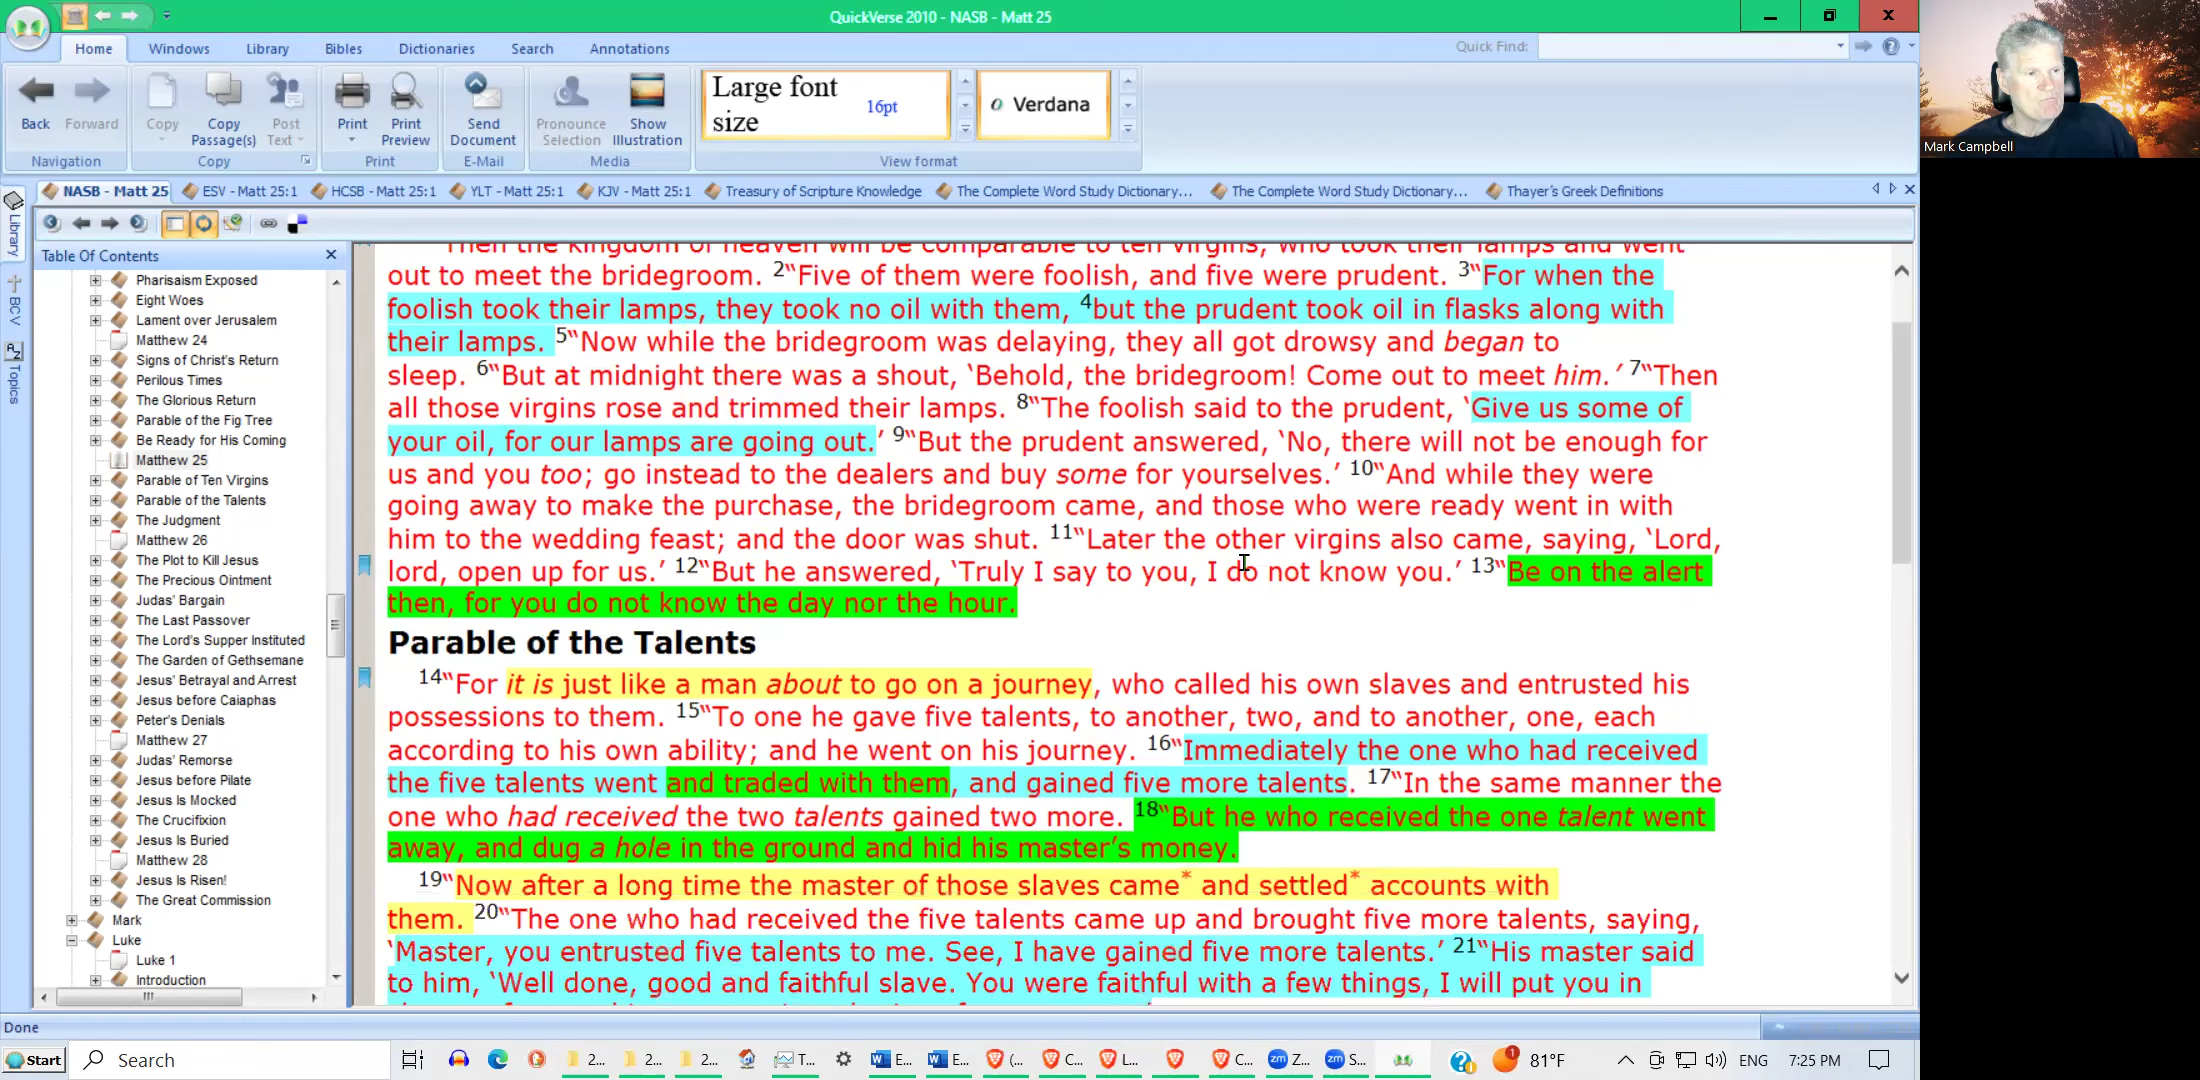 QuickVerse 2010 - NASB - Matt 25
Home Windows Library Bibles Dictionaries Search Annotations Quick Find:
Back Forward Copy Copy Passage(s) Post Text Print Print Preview Send Document Pronounce Selection Show Illustration Large font size 16pt O Verdana
Navigation Copy Print E-Mail Media View format
Mark Campbell
NASB - Matt 25 ESV - Matt 25:1 HCSB - Matt 25:1 YLT - Matt 25:1 KJV - Matt 25:1 Treasury of Scripture Knowledge The Complete Word Study Dictionary... The Complete Word Study Dictionary... Thayer's Greek Definitions
Library
BCV
Topics
Table Of Contents
Pharisaism Exposed
Eight Woes
Lament over Jerusalem
Matthew 24
Signs of Christ's Return
Perilous Times
The Glorious Return
Parable of the Fig Tree
Be Ready for His Coming
Matthew 25
Parable of Ten Virgins
Parable of the Talents
The Judgment
Matthew 26
The Plot to Kill Jesus
The Precious Ointment
Judas' Bargain
The Last Passover
The Lord's Supper Instituted
The Garden of Gethsemane
Jesus' Betrayal and Arrest
Jesus before Caiaphas
Peter's Denials
Matthew 27
Judas' Remorse
Jesus before Pilate
Jesus Is Mocked
The Crucifixion
Jesus Is Buried
Matthew 28
Jesus Is Risen!
The Great Commission
Mark
Luke
Luke 1
Introduction
Then the kingdom of heaven will be comparable to ten virgins, who took their lamps and went
out to meet the bridegroom. 2“Five of them were foolish, and five were prudent. 3“For when the
foolish took their lamps, they took no oil with them, 4but the prudent took oil in flasks along with
their lamps. 5“Now while the bridegroom was delaying, they all got drowsy and began to
sleep. 6“But at midnight there was a shout, ‘Behold, the bridegroom! Come out to meet him.’ 7“Then
all those virgins rose and trimmed their lamps. 8“The foolish said to the prudent, ‘Give us some of
your oil, for our lamps are going out.’ 9“But the prudent answered, ‘No, there will not be enough for
us and you too; go instead to the dealers and buy some for yourselves.’ 10“And while they were
going away to make the purchase, the bridegroom came, and those who were ready went in with
him to the wedding feast; and the door was shut. 11“Later the other virgins also came, saying, ‘Lord,
lord, open up for us.’ 12“But he answered, ‘Truly I say to you, I do not know you.’ 13“Be on the alert
then, for you do not know the day nor the hour.
Parable of the Talents
14“For it is just like a man about to go on a journey, who called his own slaves and entrusted his
possessions to them. 15“To one he gave five talents, to another, two, and to another, one, each
according to his own ability; and he went on his journey. 16“Immediately the one who had received
the five talents went and traded with them, and gained five more talents. 17“In the same manner the
one who had received the two talents gained two more. 18“But he who received the one talent went
away, and dug a hole in the ground and hid his master’s money.
19“Now after a long time the master of those slaves came* and settled* accounts with
them. 20“The one who had received the five talents came up and brought five more talents, saying,
‘Master, you entrusted five talents to me. See, I have gained five more talents.’ 21“His master said
to him, ‘Well done, good and faithful slave. You were faithful with a few things, I will put you in
Done
Start Search 2... 2... 2... T... E... E... (... C... L... C... Z... S... 81°F ENG 7:25 PM